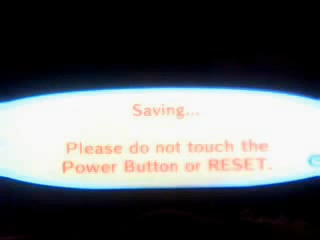 Saving...
Please do not touch the
Power Button or RESET.